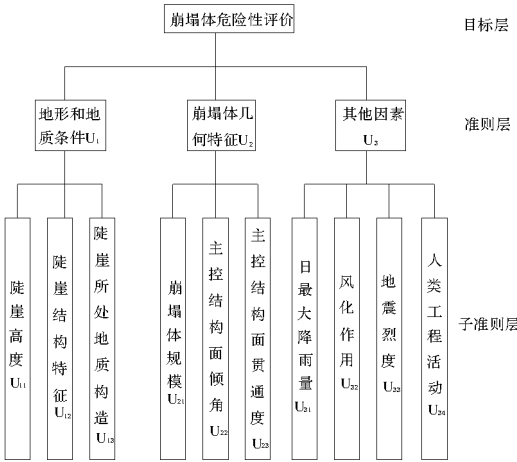 崩塌体危险性评价
目标层
地形和地
质条件U₁
崩塌体几
何特征U₂
其他因素
U₃
准则层
陡崖高度U₁₁
陡崖结构特征U₁₂
陡崖所处地质构造U₁₃
崩塌体规模U₂₁
主控结构面倾角U₂₂
主控结构面贯通度U₂₃
日最大降雨量U₃₁
风化作用U₃₂
地震烈度U₃₃
人类工程活动U₃₄
子准则层